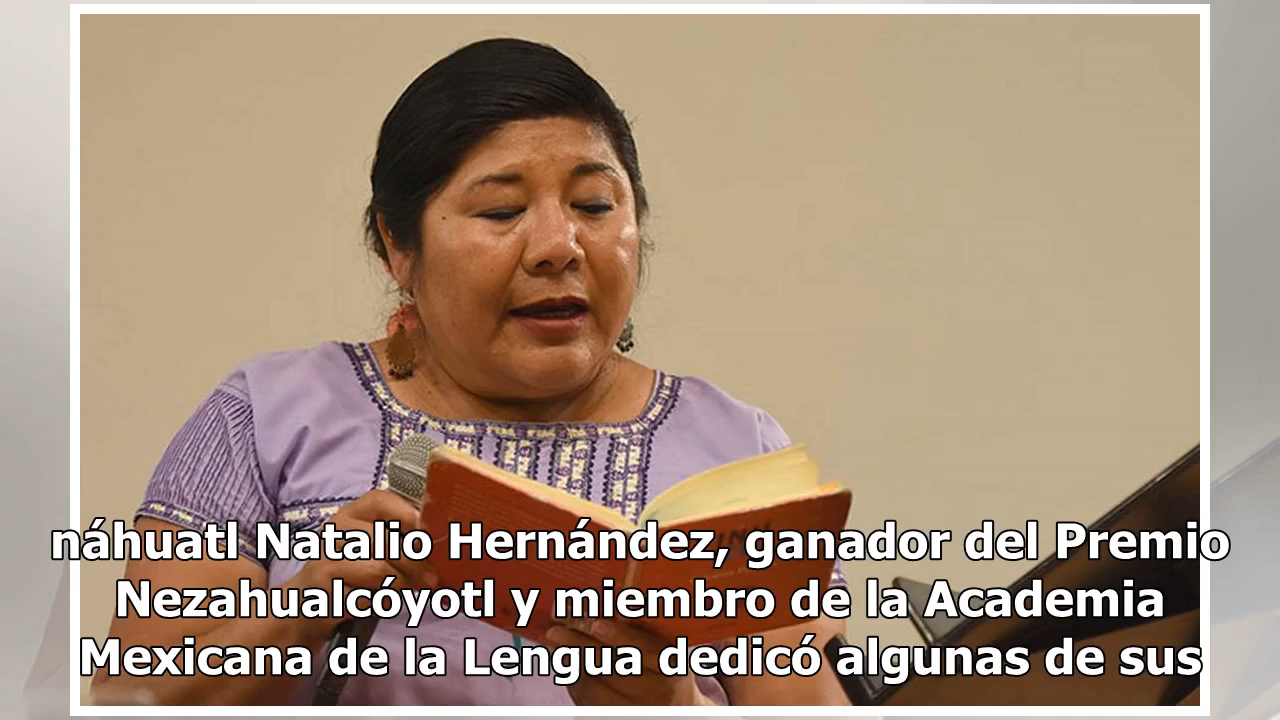 náhuatl Natalio Hernández, ganador del Premio
Nezahualcóyotl y miembro de la Academia
Mexicana de la Lengua dedicó algunas de sus